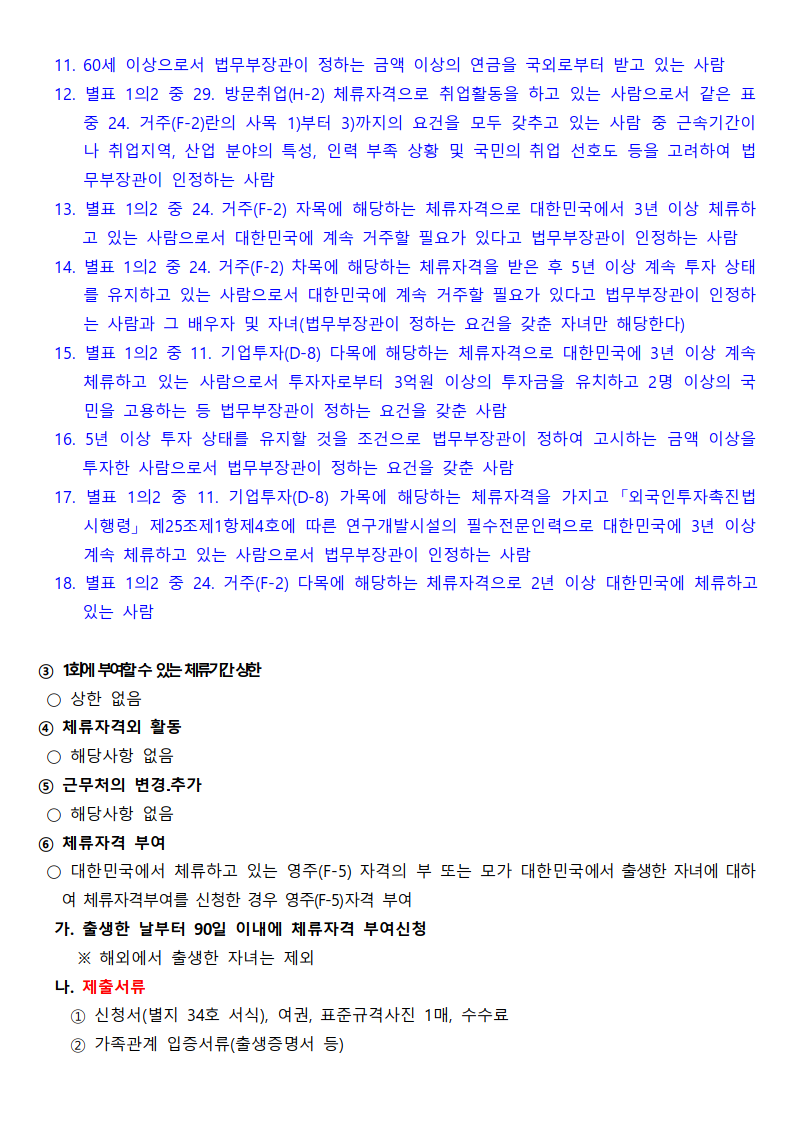 11. 60세 이상으로서 법무부장관이 정하는 금액 이상의 연금을 국외로부터 받고 있는 사람
12. 별표 1의2 중 29. 방문취업(H-2) 체류자격으로 취업활동을 하고 있는 사람으로서 같은 표
중 24. 거주(F-2)란의 사목 1)부터 3)까지의 요건을 모두 갖추고 있는 사람 중 근속기간이
나 취업지역, 산업 분야의 특성, 인력 부족 상황 및 국민의 취업 선호도 등을 고려하여 법
무부장관이 인정하는 사람
13. 별표 1의2 중 24. 거주(F-2) 자목에 해당하는 체류자격으로 대한민국에서 3년 이상 체류하
고 있는 사람으로서 대한민국에 계속 거주할 필요가 있다고 법무부장관이 인정하는 사람
14. 별표 1의2 중 24. 거주(F-2) 차목에 해당하는 체류자격을 받은 후 5년 이상 계속 투자 상태
를 유지하고 있는 사람으로서 대한민국에 계속 거주할 필요가 있다고 법무부장관이 인정하
는 사람과 그 배우자 및 자녀(법무부장관이 정하는 요건을 갖춘 자녀만 해당한다)
15. 별표 1의2 중 11. 기업투자(D-8) 다목에 해당하는 체류자격으로 대한민국에 3년 이상 계속
체류하고 있는 사람으로서 투자자로부터 3억원 이상의 투자금을 유치하고 2명 이상의 국
민을 고용하는 등 법무부장관이 정하는 요건을 갖춘 사람
16. 5년 이상 투자 상태를 유지할 것을 조건으로 법무부장관이 정하여 고시하는 금액 이상을
투자한 사람으로서 법무부장관이 정하는 요건을 갖춘 사람
17. 별표 1의2 중 11. 기업투자(D-8) 가목에 해당하는 체류자격을 가지고 「외국인투자촉진법
시행령」 제25조제1항제4호에 따른 연구개발시설의 필수전문인력으로 대한민국에 3년 이상
계속 체류하고 있는 사람으로서 법무부장관이 인정하는 사람
18. 별표 1의2 중 24. 거주(F-2) 다목에 해당하는 체류자격으로 2년 이상 대한민국에 체류하고
있는 사람
③ 1회에 부여할 수 있는 체류기간 상한
○ 상한 없음
④ 체류자격외 활동
○ 해당사항 없음
⑤ 근무처의 변경.추가
○ 해당사항 없음
⑥ 체류자격 부여
○ 대한민국에서 체류하고 있는 영주(F-5) 자격의 부 또는 모가 대한민국에서 출생한 자녀에 대하
여 체류자격부여를 신청한 경우 영주(F-5)자격 부여
가. 출생한 날부터 90일 이내에 체류자격 부여신청
※ 해외에서 출생한 자녀는 제외
나. 제출서류
① 신청서(별지 34호 서식), 여권, 표준규격사진 1매, 수수료
② 가족관계 입증서류(출생증명서 등)